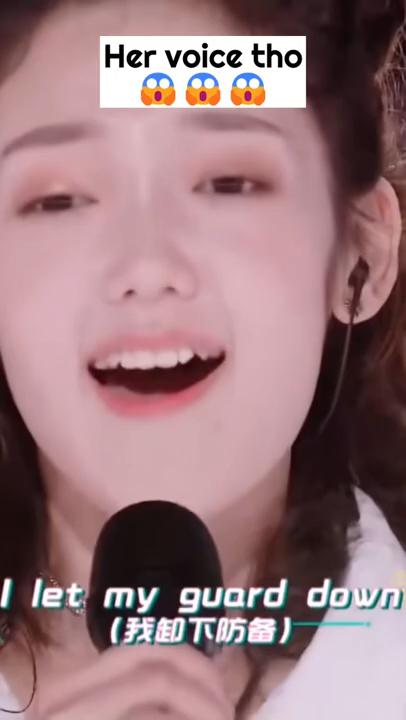 Her voice tho
😱 😱 😱
I let my guard down
(我卸下防备)